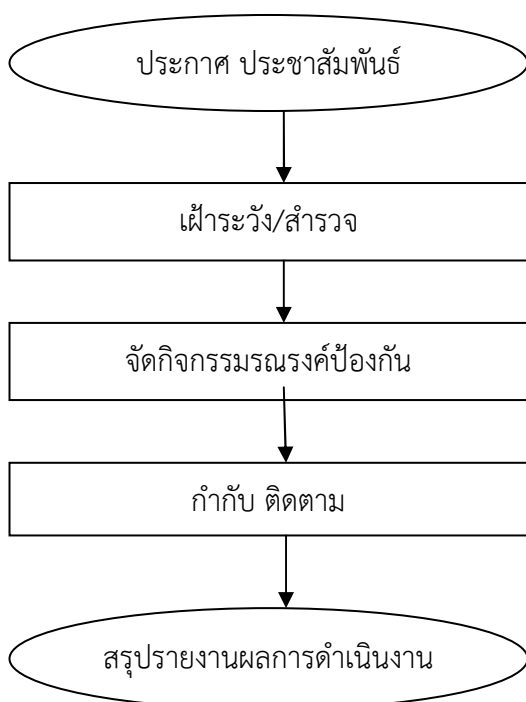 ประกาศ ประชาสัมพันธ์
เฝ้าระวัง/สำรวจ
จัดกิจกรรมรณรงค์ป้องกัน
กำกับ ติดตาม
สรุปรายงานผลการดำเนินงาน